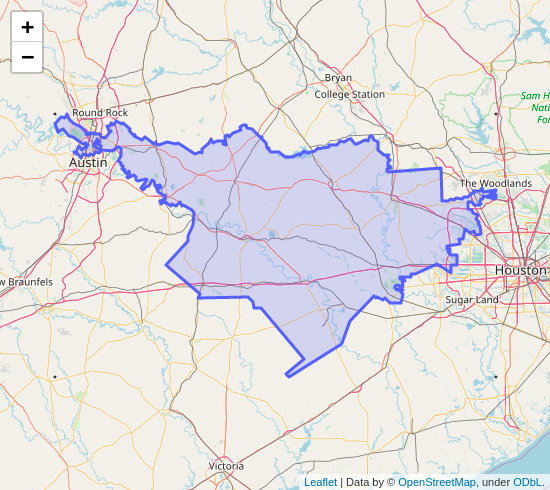 +
−
Bryan
College Station
Sam H
Natio
For
Round Rock
Austin
The Woodlands
w Braunfels
Houston
Sugar Land
Victoria
Leaflet | Data by © OpenStreetMap, under ODbL.